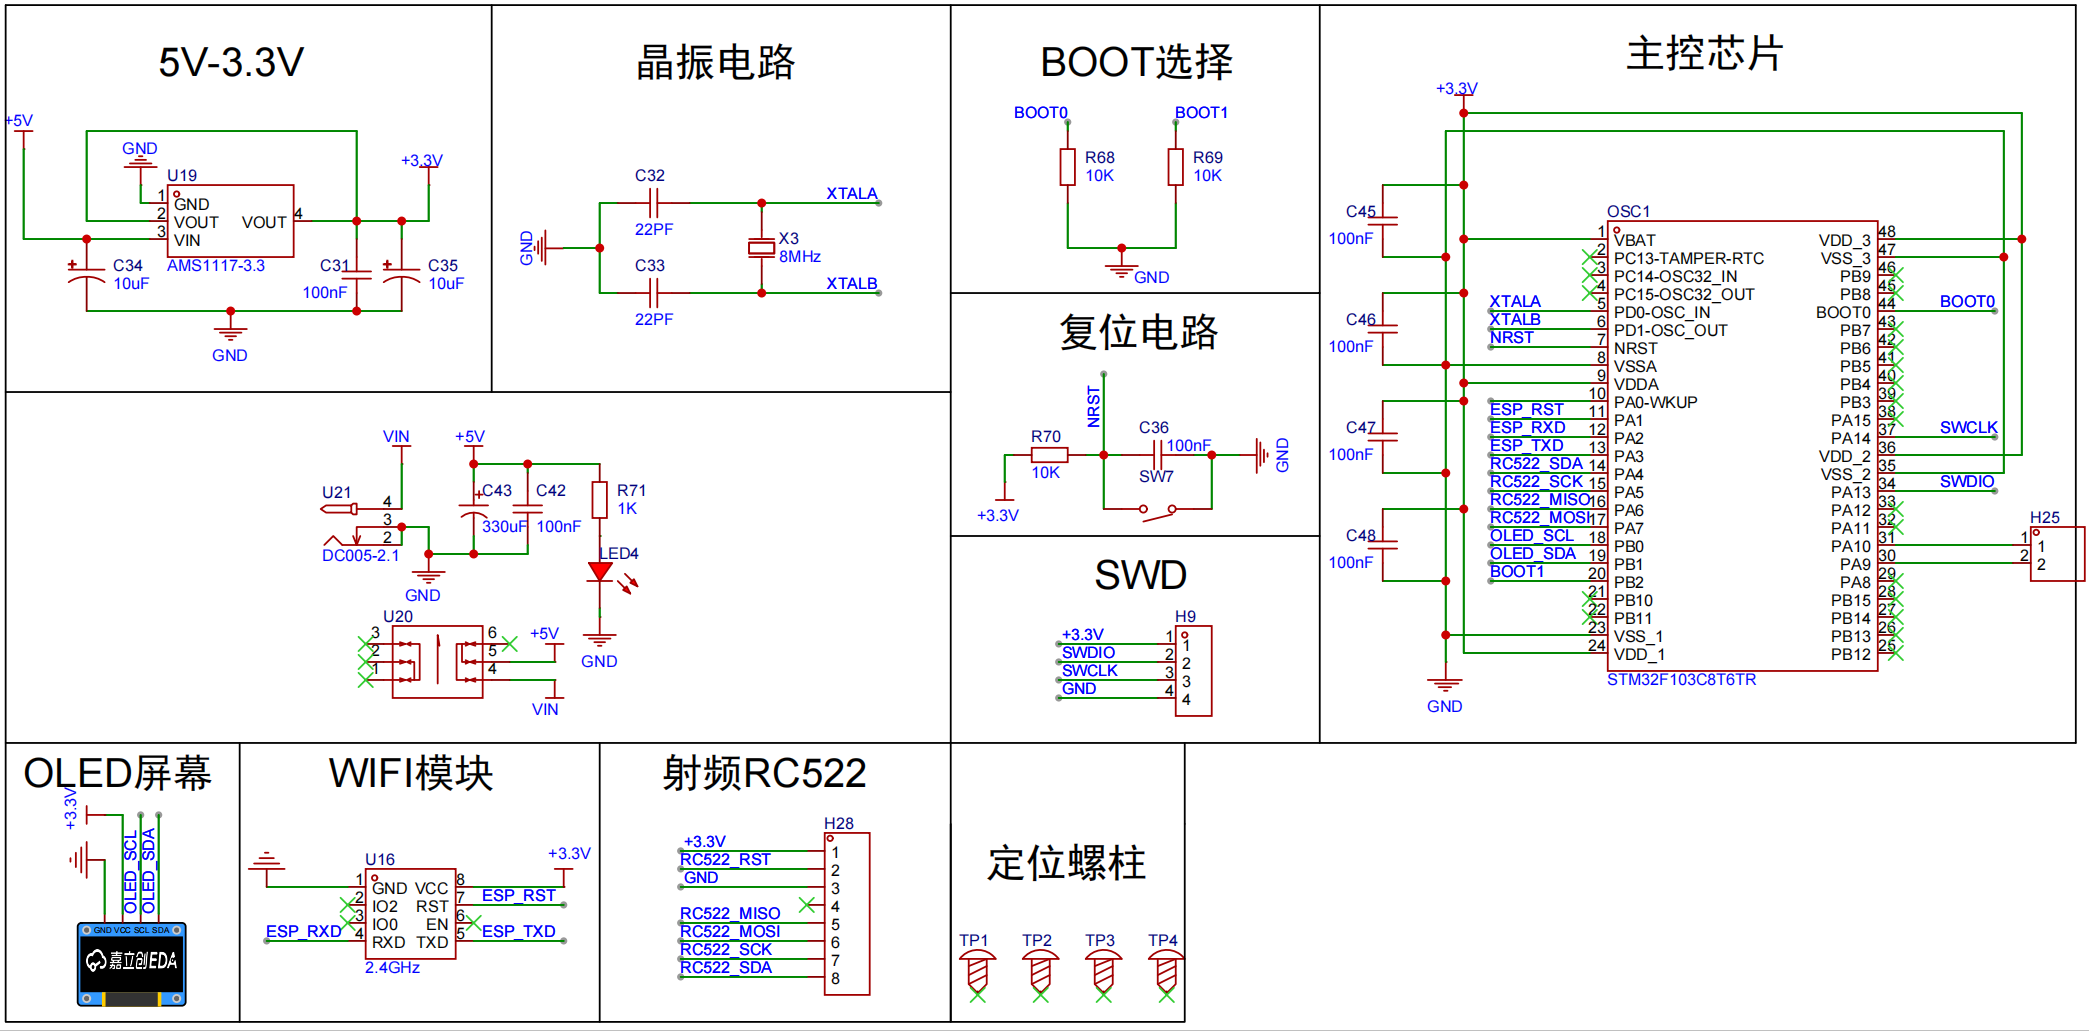 5V-3.3V
+5V
GND
+3.3V
U19
1
2
3
GND
VOUT
VIN
VOUT
4
AMS1117-3.3
C34
10uF
C31
100nF
C35
10uF
GND
晶振电路
C32
22PF
GND
C33
22PF
X3
8MHz
XTALA
XTALB
BOOT选择
BOOT0
BOOT1
R68
10K
R69
10K
GND
复位电路
NRST
R70
10K
+3.3V
C36
100nF
SW7
GND
SWD
H9
+3.3V 1 1
SWDIO 2 2
SWCLK 3 3
GND 4 4
主控芯片
+3.3V
C45
100nF
C46
100nF
C47
100nF
C48
100nF
GND
OSC1
1 VBAT
2 PC13-TAMPER-RTC
3 PC14-OSC32_IN
4 PC15-OSC32_OUT
XTALA 5 PD0-OSC_IN
XTALB 6 PD1-OSC_OUT
NRST 7 NRST
8 VSSA
9 VDDA
10 PA0-WKUP
ESP_RST 11 PA1
ESP_RXD 12 PA2
ESP_TXD 13 PA3
RC522_SDA 14 PA4
RC522_SCK 15 PA5
RC522_MISO 16 PA6
RC522_MOSI 17 PA7
OLED_SCL 18 PB0
OLED_SDA 19 PB1
BOOT1 20 PB2
21 PB10
22 PB11
23 VSS_1
24 VDD_1
VDD_3 48
VSS_3 47
PB9 46
PB8 45
BOOT0 44 BOOT0
PB7 43
PB6 42
PB5 41
PB4 40
PB3 39
PA15 38
PA14 37 SWCLK
VDD_2 36
VSS_2 35
PA13 34 SWDIO
PA12 33
PA11 32
PA10 31
PA9 30
PA8 29
PB15 28
PB14 27
PB13 26
PB12 25
STM32F103C8T6TR
H25
1 1
2 2
VIN
U21
4
3
2
DC005-2.1
+5V
C43
330uF
C42
100nF
R71
1K
LED4
GND
GND
U20
3
2
1
6
5
4
+5V
VIN
OLED屏幕
+3.3V
OLED_SCL
OLED_SDA
GND VCC SCL SDA
嘉立创EDA
WIFI模块
U16
1 GND VCC 8
2 IO2 RST 7 ESP_RST
3 IO0 EN 6
ESP_RXD 4 RXD TXD 5 ESP_TXD
+3.3V
2.4GHz
射频RC522
H28
+3.3V 1
RC522_RST 2
GND 3
4
RC522_MISO 5
RC522_MOSI 6
RC522_SCK 7
RC522_SDA 8
定位螺柱
TP1 TP2 TP3 TP4